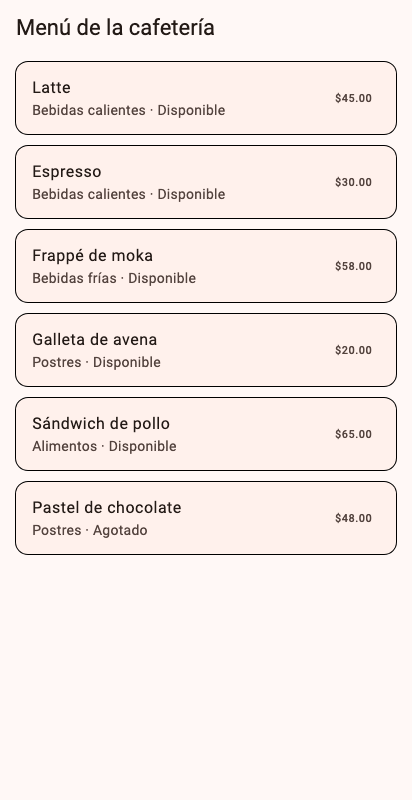 Menú de la cafetería
Latte
Bebidas calientes · Disponible
$45.00
Espresso
Bebidas calientes · Disponible
$30.00
Frappé de moka
Bebidas frías · Disponible
$58.00
Galleta de avena
Postres · Disponible
$20.00
Sándwich de pollo
Alimentos · Disponible
$65.00
Pastel de chocolate
Postres · Agotado
$48.00